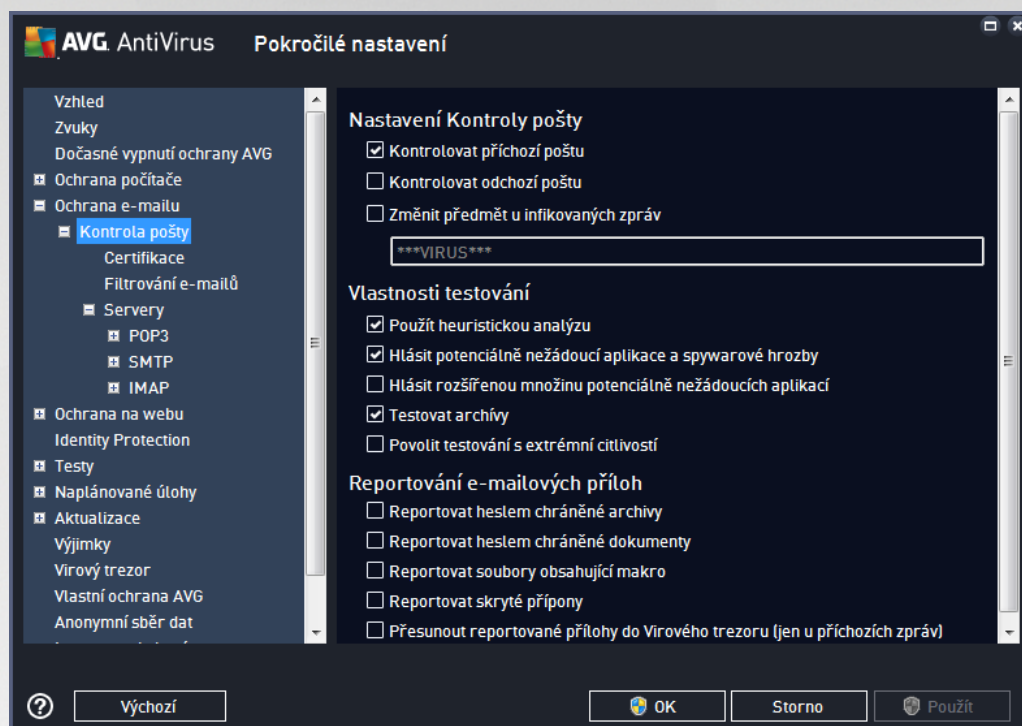 AVG. AntiVirus Pokročilé nastavení
Vzhled
Zvuky
Dočasné vypnutí ochrany AVG
Ochrana počítače
Ochrana e-mailu
Kontrola pošty
Certifikace
Filtrování e-mailů
Servery
POP3
SMTP
IMAP
Ochrana na webu
Identity Protection
Testy
Naplánované úlohy
Aktualizace
Výjimky
Virový trezor
Vlastní ochrana AVG
Anonymní sběr dat
Nastavení Kontroly pošty
Kontrolovat příchozí poštu
Kontrolovat odchozí poštu
Změnit předmět u infikovaných zpráv
***VIRUS***
Vlastnosti testování
Použít heuristickou analýzu
Hlásit potenciálně nežádoucí aplikace a spywarové hrozby
Hlásit rozšířenou množinu potenciálně nežádoucích aplikací
Testovat archívy
Povolit testování s extrémní citlivostí
Reportování e-mailových příloh
Reportovat heslem chráněné archivy
Reportovat heslem chráněné dokumenty
Reportovat soubory obsahující makro
Reportovat skryté přípony
Přesunout reportované přílohy do Virového trezoru (jen u příchozích zpráv)
Výchozí
OK
Storno
Použít